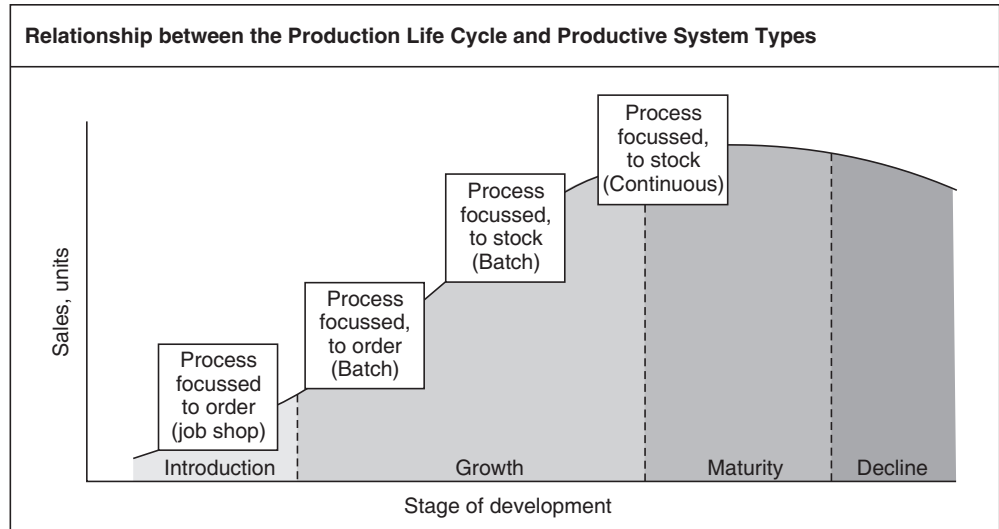 Relationship between the Production Life Cycle and Productive System Types
Process
focussed,
to stock
(Continuous)
Process
focussed,
to stock
(Batch)
Process
focussed,
to order
(Batch)
Process
focussed
to order
(job shop)
Sales, units
Introduction
Growth
Maturity
Decline
Stage of development